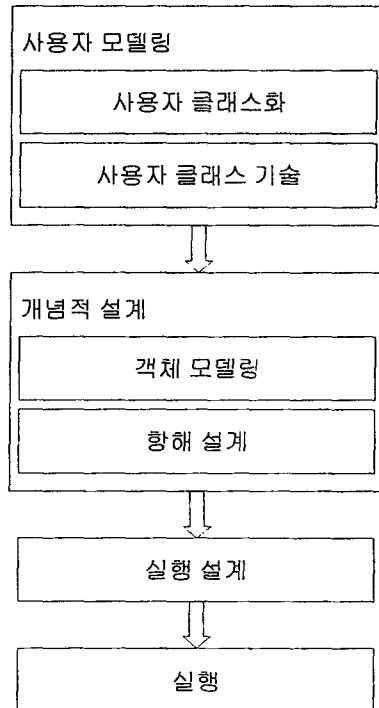 사용자 모델링
사용자 클래스화
사용자 클래스 기술
개념적 설계
객체 모델링
항해 설계
실행 설계
실행